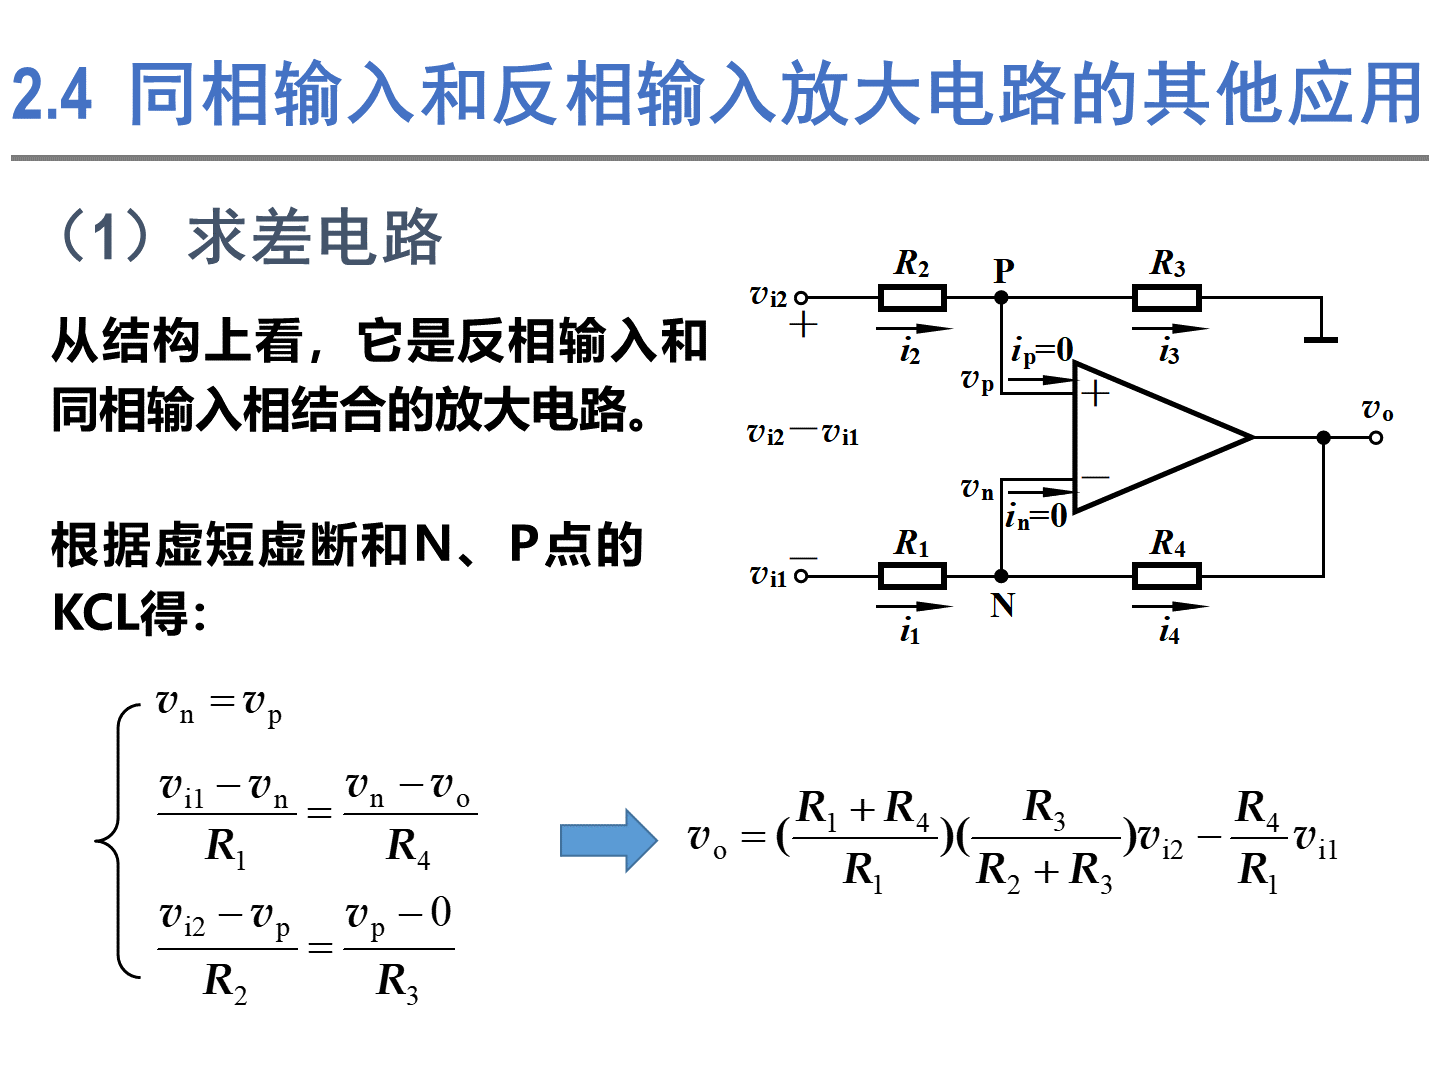 2.4 同相输入和反相输入放大电路的其他应用
（1）求差电路
从结构上看，它是反相输入和
同相输入相结合的放大电路。
根据虚短虚断和N、P点的
KCL得：
R2 P R3
vi2
+
i2 ip=0 i3
vp +
vo
vi2－vi1
vn －
in=0
R1 R4
－
vi1
N
i1 i4
vn = vp
(vi1 − vn)/R1 = (vn − vo)/R4
(vi2 − vp)/R2 = (vp − 0)/R3
vo = ((R1 + R4)/R1)(R3/(R2 + R3))vi2 − (R4/R1)vi1